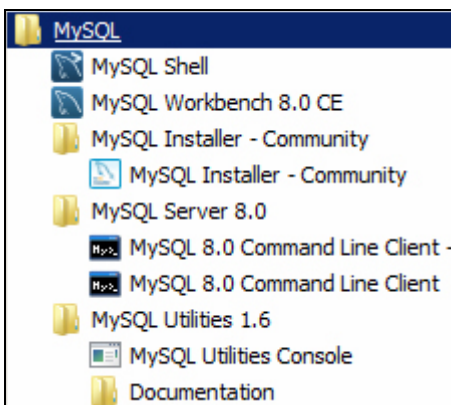 MySQL
MySQL Shell
MySQL Workbench 8.0 CE
MySQL Installer - Community
MySQL Installer - Community
MySQL Server 8.0
MySQL 8.0 Command Line Client -
MySQL 8.0 Command Line Client
MySQL Utilities 1.6
MySQL Utilities Console
Documentation